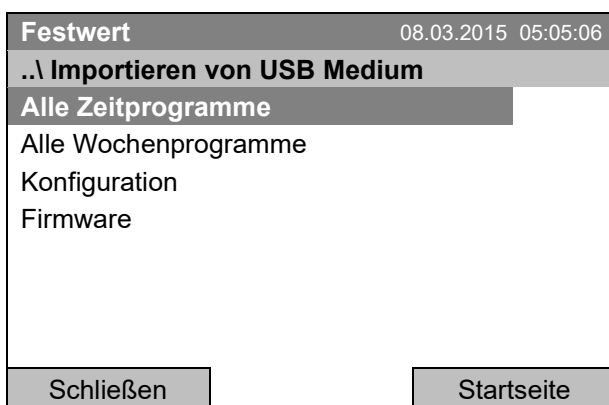 Festwert 08.03.2015 05:05:06
..\ Importieren von USB Medium
Alle Zeitprogramme
Alle Wochenprogramme
Konfiguration
Firmware
Schließen Startseite